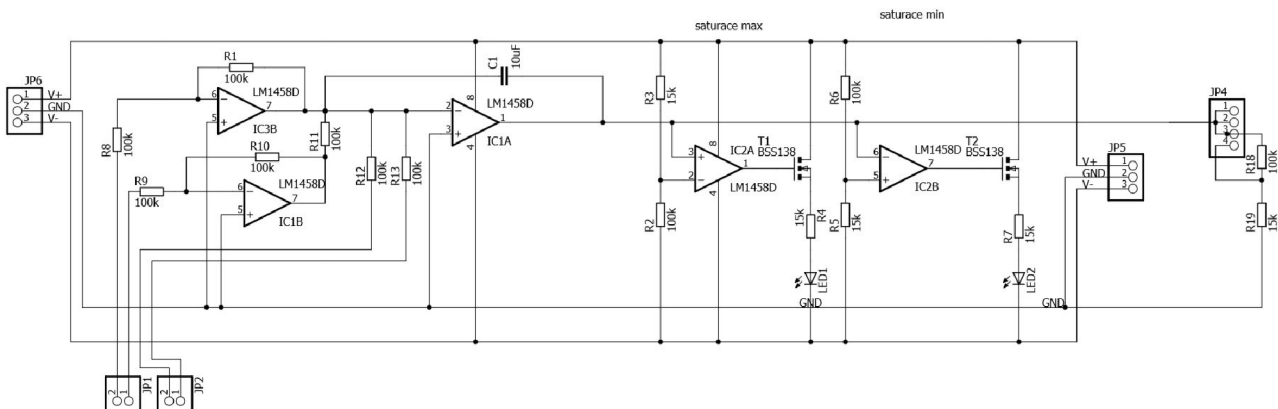 saturace max
saturace min
JP6
1
V+
2
GND
3
V-
R1
100k
R8
100k
6
5
7
LM1458D
IC3B
R11
100k
R10
100k
R9
100k
6
5
7
LM1458D
IC1B
R12
100k
R13
100k
C1
10uF
8
2
3
1
4
LM1458D
IC1A
R3
15k
R2
100k
8
3
2
1
4
IC2A
LM1458D
T1
BSS138
15k
R4
LED1
GND
R6
100k
R5
15k
6
5
7
LM1458D
IC2B
T2
BSS138
R7
15k
LED2
GND
JP5
V+
1
GND
2
V-
3
JP4
1
2
3
4
R18
100k
R19
15k
2
1
JP1
2
1
JP2